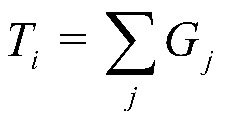 T_i = \sum_j G_j